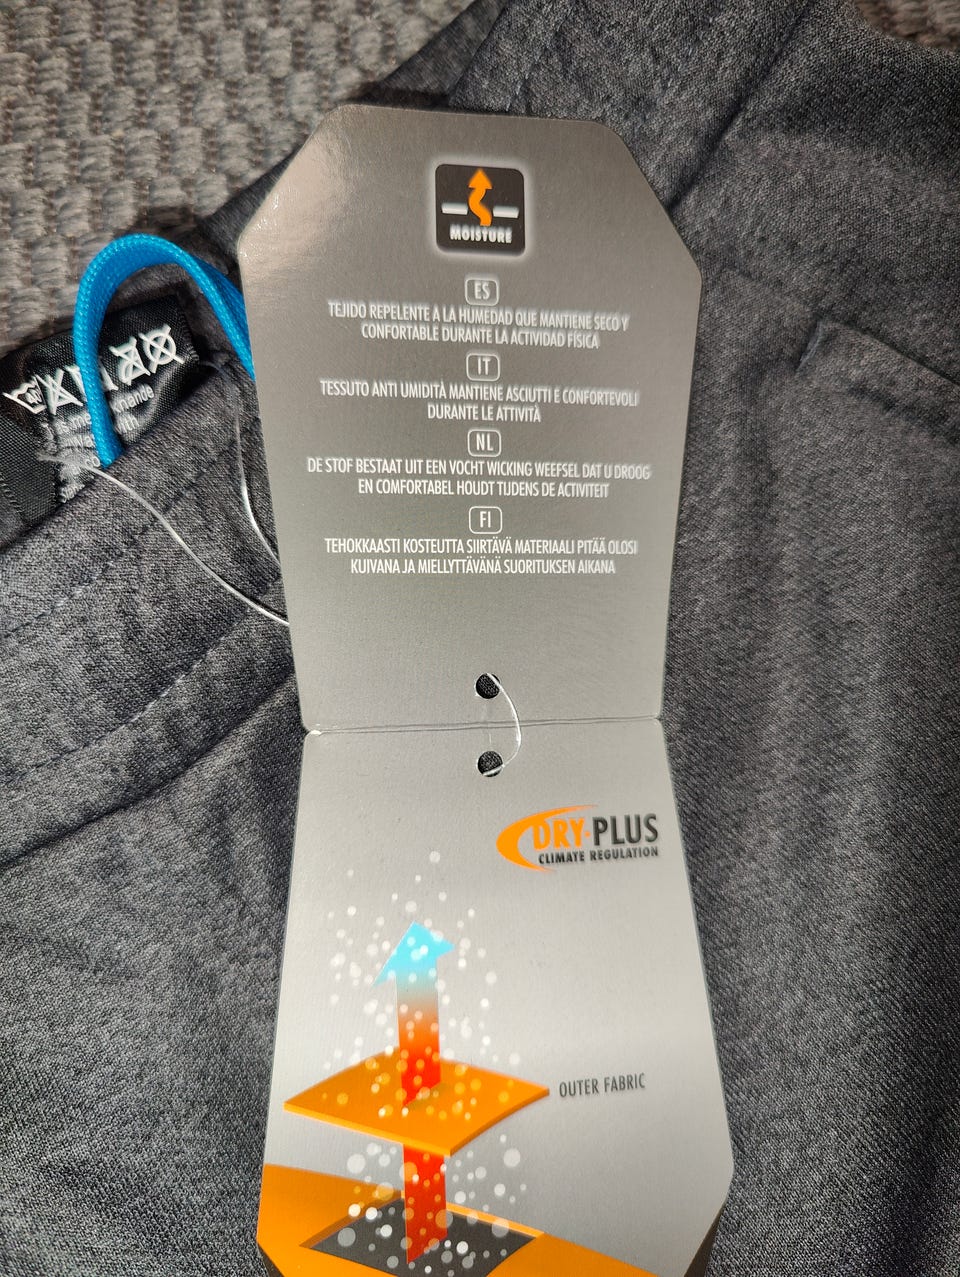 MOISTURE
ES
TEJIDO REPELENTE A LA HUMEDAD QUE MANTIENE SECO Y
CONFORTABLE DURANTE LA ACTIVIDAD FÍSICA
IT
TESSUTO ANTI UMIDITÀ MANTIENE ASCIUTTI E CONFORTEVOLI
DURANTE LE ATTIVITÀ
NL
DE STOF BESTAAT UIT EEN VOCHT WICKING WEEFSEL DAT U DROOG
EN COMFORTABEL HOUDT TIJDENS DE ACTIVITEIT
FI
TEHOKKAASTI KOSTEUTTA SIIRTÄVÄ MATERIAALI PITÄÄ OLOSI
KUIVANA JA MIELLYTTÄVÄNÄ SUORITUKSEN AIKANA
DRY-PLUS
CLIMATE REGULATION
OUTER FABRIC